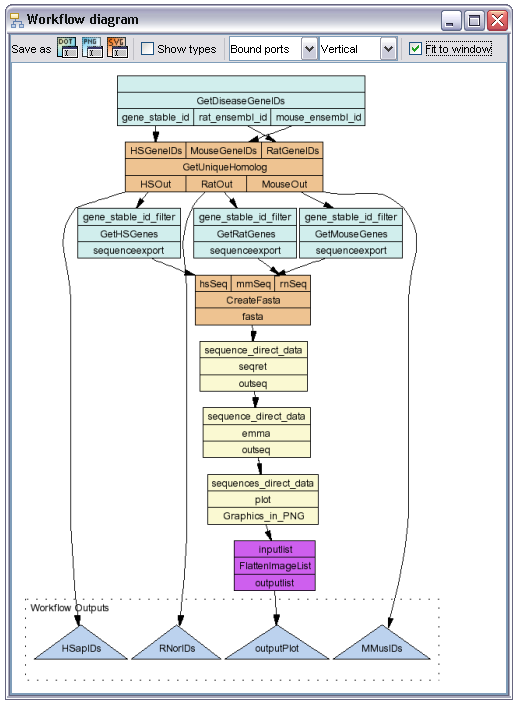 Workflow diagram
Save as DOT PNG SVG Show types Bound ports Vertical Fit to window
GetDiseaseGeneIDs
gene_stable_id rat_ensembl_id mouse_ensembl_id
HSGeneIDs MouseGeneIDs RatGeneIDs
GetUniqueHomolog
HSOut RatOut MouseOut
gene_stable_id_filter gene_stable_id_filter gene_stable_id_filter
GetHSGenes GetRatGenes GetMouseGenes
sequenceexport sequenceexport sequenceexport
hsSeq mmSeq rnSeq
CreateFasta
fasta
sequence_direct_data
seqret
outseq
sequence_direct_data
emma
outseq
sequences_direct_data
plot
Graphics_in_PNG
inputlist
FlattenImageList
outputlist
Workflow Outputs
HSapIDs RNorIDs outputPlot MMusIDs